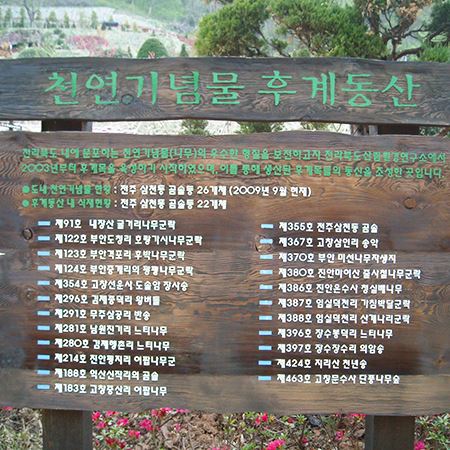 천연기념물 후계동산
전라북도 내에 분포하는 천연기념물(나무)의 우수한 형질을 보전하고자 전라북도산림환경연구소에서
2003년부터 후계목을 육성하기 시작하였으며, 이를 통해 생산된 후계목들의 동산을 조성한 곳입니다.
도내 천연기념물 현황 : 전주 삼천동 곰솔등 26개체 (2009년 9월 현재)
후계동산 내 식재현황 : 전주 삼천동 곰솔등 22개체
제91호 내장산 굴거리나무군락
제122호 부안도청리 호랑가시나무군락
제123호 부안격포리 후박나무군락
제124호 부안중계리의 꽝꽝나무군락
제354호 고창선운사 도솔암 장사송
제296호 김제종덕리 왕버들
제291호 무주삼공리 반송
제281호 남원진기리 느티나무
제280호 김제행촌리 느티나무
제214호 진안평지리 이팝나무군
제188호 익산신작리의 곰솔
제183호 고창중산리 이팝나무
제355호 전주삼천동 곰솔
제367호 고창삼인리 송악
제370호 부안 미선나무자생지
제380호 진안마이산 줄사철나무군락
제386호 진안은수사 청실배나무
제387호 임실덕천리 가침박달군락
제388호 임실덕천리 산개나리군락
제396호 장수봉덕리 느티나무
제397호 장수장수리 의암송
제424호 지리산 천년송
제463호 고창문수사 단풍나무숲